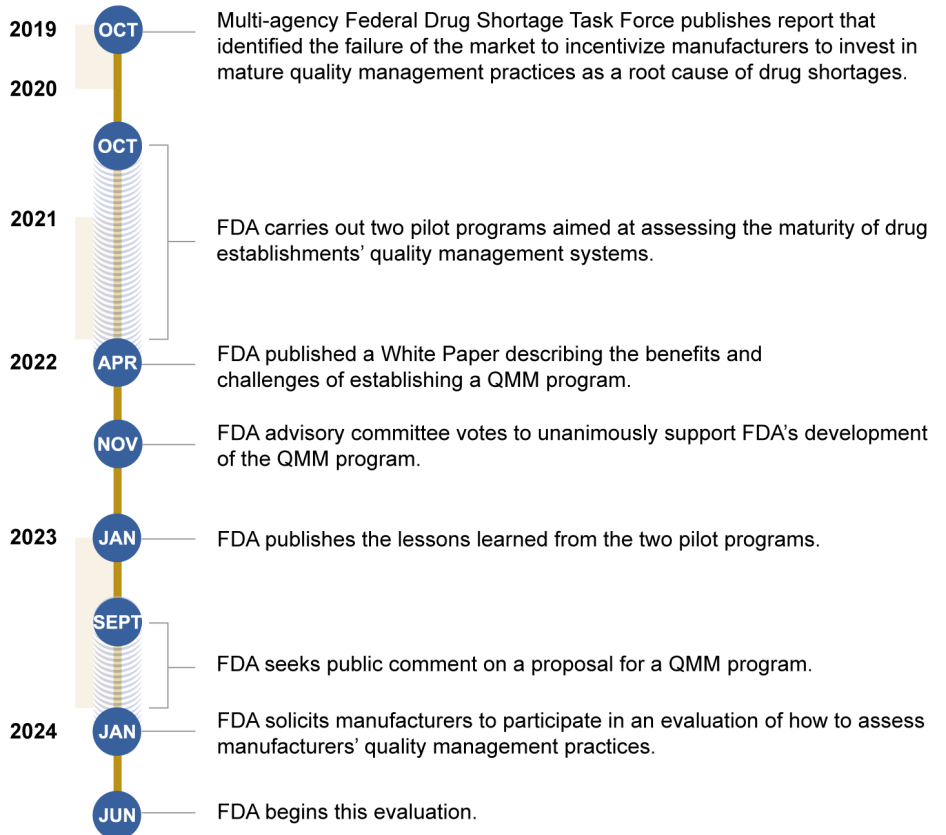 2019
OCT
Multi-agency Federal Drug Shortage Task Force publishes report that
identified the failure of the market to incentivize manufacturers to invest in
mature quality management practices as a root cause of drug shortages.
2020
OCT
2021
FDA carries out two pilot programs aimed at assessing the maturity of drug
establishments’ quality management systems.
2022
APR
FDA published a White Paper describing the benefits and
challenges of establishing a QMM program.
NOV
FDA advisory committee votes to unanimously support FDA’s development
of the QMM program.
2023
JAN
FDA publishes the lessons learned from the two pilot programs.
SEPT
FDA seeks public comment on a proposal for a QMM program.
2024
JAN
FDA solicits manufacturers to participate in an evaluation of how to assess
manufacturers’ quality management practices.
JUN
FDA begins this evaluation.